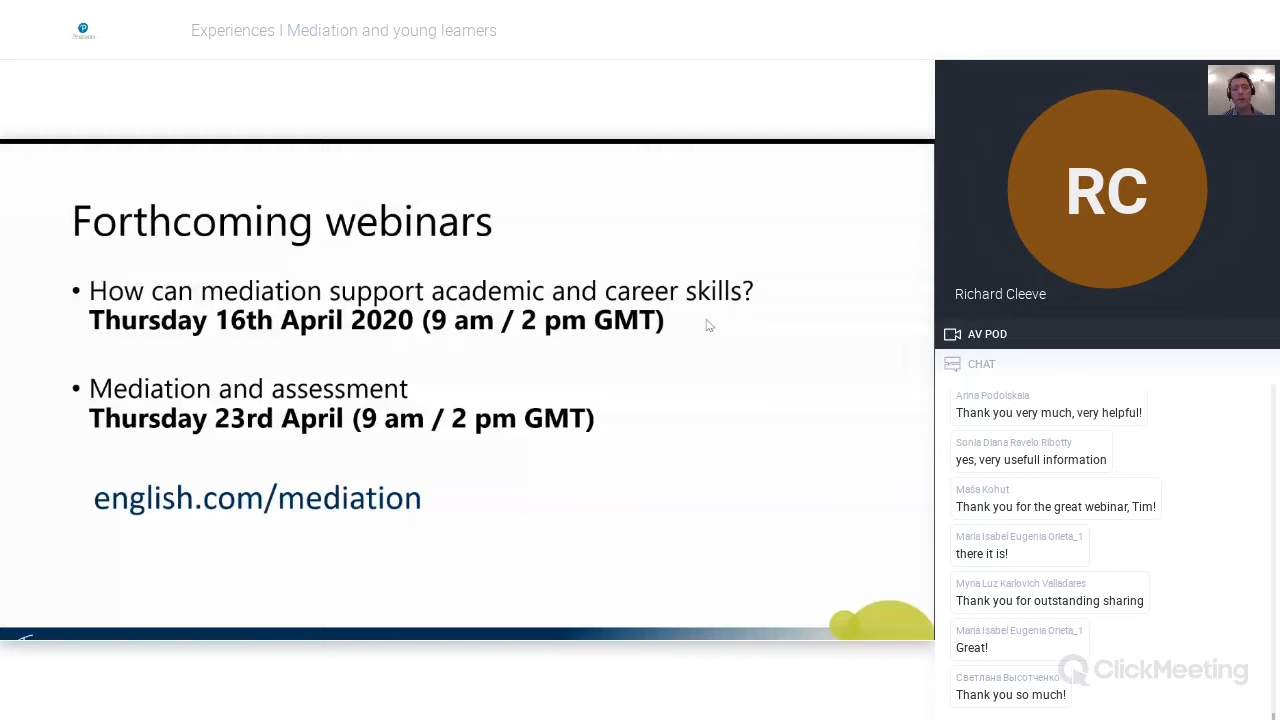 Pearson
Experiences I Mediation and young learners
Forthcoming webinars
• How can mediation support academic and career skills?
Thursday 16th April 2020 (9 am / 2 pm GMT)
• Mediation and assessment
Thursday 23rd April (9 am / 2 pm GMT)
english.com/mediation
RC
Richard Cleeve
AV POD
CHAT
Arina Podolskaia
Thank you very much, very helpful!
Sonia Diana Ravelo Ribotty
yes, very usefull information
Maša Kohut
Thank you for the great webinar, Tim!
María Isabel Eugenia Orieta_1
there it is!
Myria Luz Karlovich Valladares
Thank you for outstanding sharing
María Isabel Eugenia Orieta_1
Great!
Светлана Высотченко
Thank you so much!
ClickMeeting